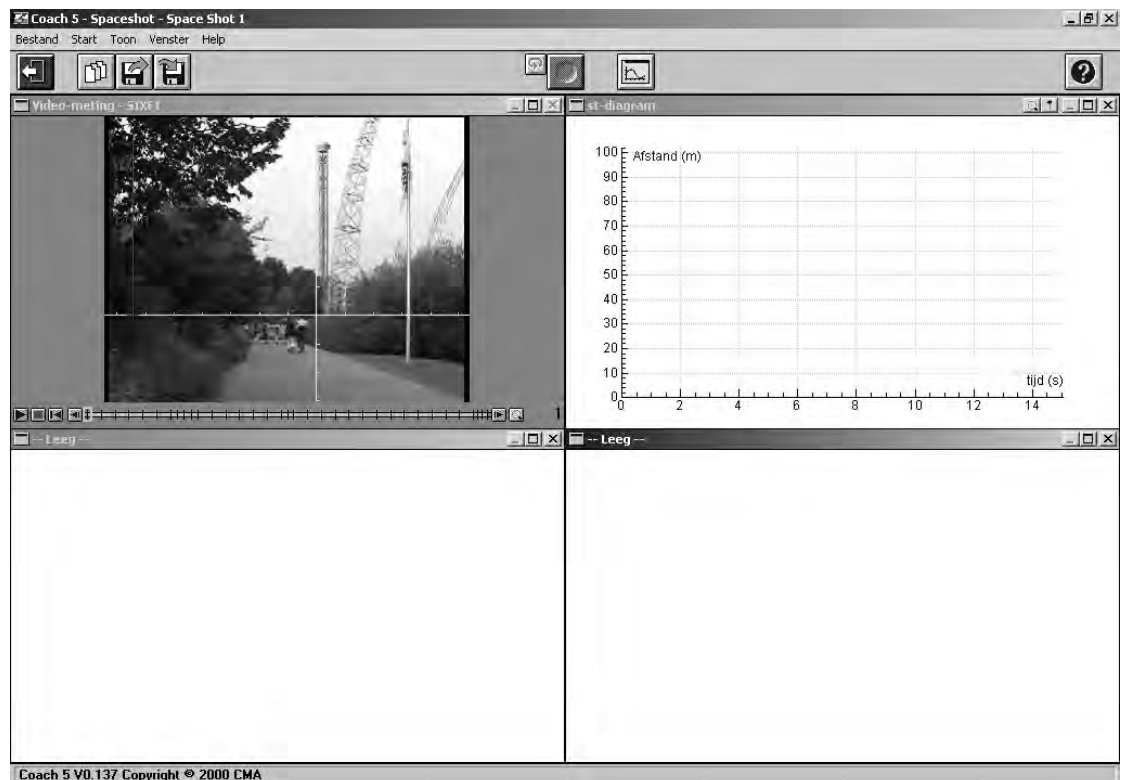 Coach 5 - Spaceshot - Space Shot 1
Bestand Start Toon Venster Help
Video-meting - SIXFT
st-diagram
100 Afstand (m)
90
80
70
60
50
40
30
20
10
0
tijd (s)
0 2 4 6 8 10 12 14
1
-- Leeg --
-- Leeg --
Coach 5 V0.137 Copyright © 2000 CMA